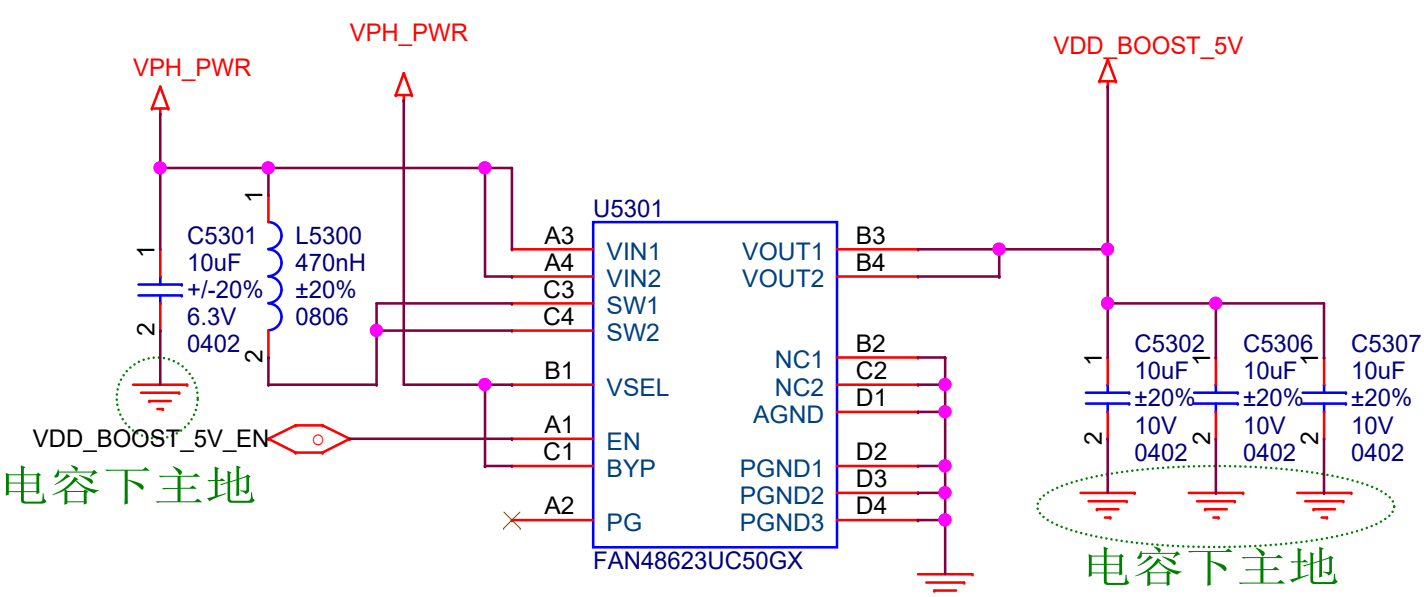 VPH_PWR
VPH_PWR
VDD_BOOST_5V
1
C5301
10uF
+/-20%
6.3V
0402
2
1
L5300
470nH
±20%
0806
2
VDD_BOOST_5V_EN
电容下主地
U5301
A3 VIN1
A4 VIN2
C3 SW1
C4 SW2
B1 VSEL
A1 EN
C1 BYP
A2 PG
VOUT1 B3
VOUT2 B4
NC1 B2
NC2 C2
AGND D1
PGND1 D2
PGND2 D3
PGND3 D4
FAN48623UC50GX
1
C5302
10uF
±20%
10V
0402
2
1
C5306
10uF
±20%
10V
0402
2
1
C5307
10uF
±20%
10V
0402
2
电容下主地